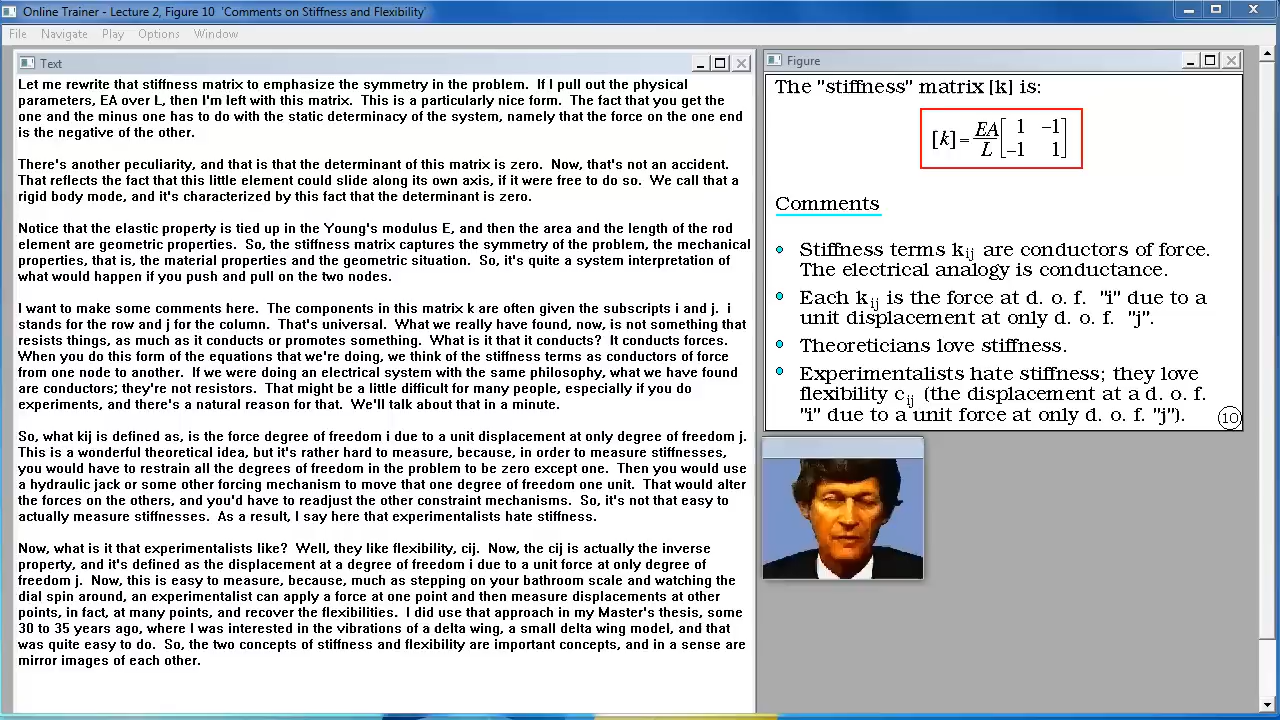 Online Trainer - Lecture 2, Figure 10 'Comments on Stiffness and Flexibility'
File Navigate Play Options Window
Text
Let me rewrite that stiffness matrix to emphasize the symmetry in the problem. If I pull out the physical
parameters, EA over L, then I'm left with this matrix. This is a particularly nice form. The fact that you get the
one and the minus one has to do with the static determinacy of the system, namely that the force on the one end
is the negative of the other.
There's another peculiarity, and that is that the determinant of this matrix is zero. Now, that's not an accident.
That reflects the fact that this little element could slide along its own axis, if it were free to do so. We call that a
rigid body mode, and it's characterized by this fact that the determinant is zero.
Notice that the elastic property is tied up in the Young's modulus E, and then the area and the length of the rod
element are geometric properties. So, the stiffness matrix captures the symmetry of the problem, the mechanical
properties, that is, the material properties and the geometric situation. So, it's quite a system interpretation of
what would happen if you push and pull on the two nodes.
I want to make some comments here. The components in this matrix k are often given the subscripts i and j. i
stands for the row and j for the column. That's universal. What we really have found, now, is not something that
resists things, as much as it conducts or promotes something. What is it that it conducts? It conducts forces.
When you do this form of the equations that we're doing, we think of the stiffness terms as conductors of force
from one node to another. If we were doing an electrical system with the same philosophy, what we have found
are conductors; they're not resistors. That might be a little difficult for many people, especially if you do
experiments, and there's a natural reason for that. We'll talk about that in a minute.
So, what kij is defined as, is the force degree of freedom i due to a unit displacement at only degree of freedom j.
This is a wonderful theoretical idea, but it's rather hard to measure, because, in order to measure stiffnesses,
you would have to restrain all the degrees of freedom in the problem to be zero except one. Then you would use
a hydraulic jack or some other forcing mechanism to move that one degree of freedom one unit. That would alter
the forces on the others, and you'd have to readjust the other constraint mechanisms. So, it's not that easy to
actually measure stiffnesses. As a result, I say here that experimentalists hate stiffness.
Now, what is it that experimentalists like? Well, they like flexibility, cij. Now, the cij is actually the inverse
property, and it's defined as the displacement at a degree of freedom i due to a unit force at only degree of
freedom j. Now, this is easy to measure, because, much as stepping on your bathroom scale and watching the
dial spin around, an experimentalist can apply a force at one point and then measure displacements at other
points, in fact, at many points, and recover the flexibilities. I did use that approach in my Master's thesis, some
30 to 35 years ago, where I was interested in the vibrations of a delta wing, a small delta wing model, and that
was quite easy to do. So, the two concepts of stiffness and flexibility are important concepts, and in a sense are
mirror images of each other.
Figure
The "stiffness" matrix [k] is:
[k] = EA/L [1 −1
−1 1]
Comments
• Stiffness terms kij are conductors of force.
The electrical analogy is conductance.
• Each kij is the force at d. o. f. "i" due to a
unit displacement at only d. o. f. "j".
• Theoreticians love stiffness.
• Experimentalists hate stiffness; they love
flexibility cij (the displacement at a d. o. f.
"i" due to a unit force at only d. o. f. "j").
10